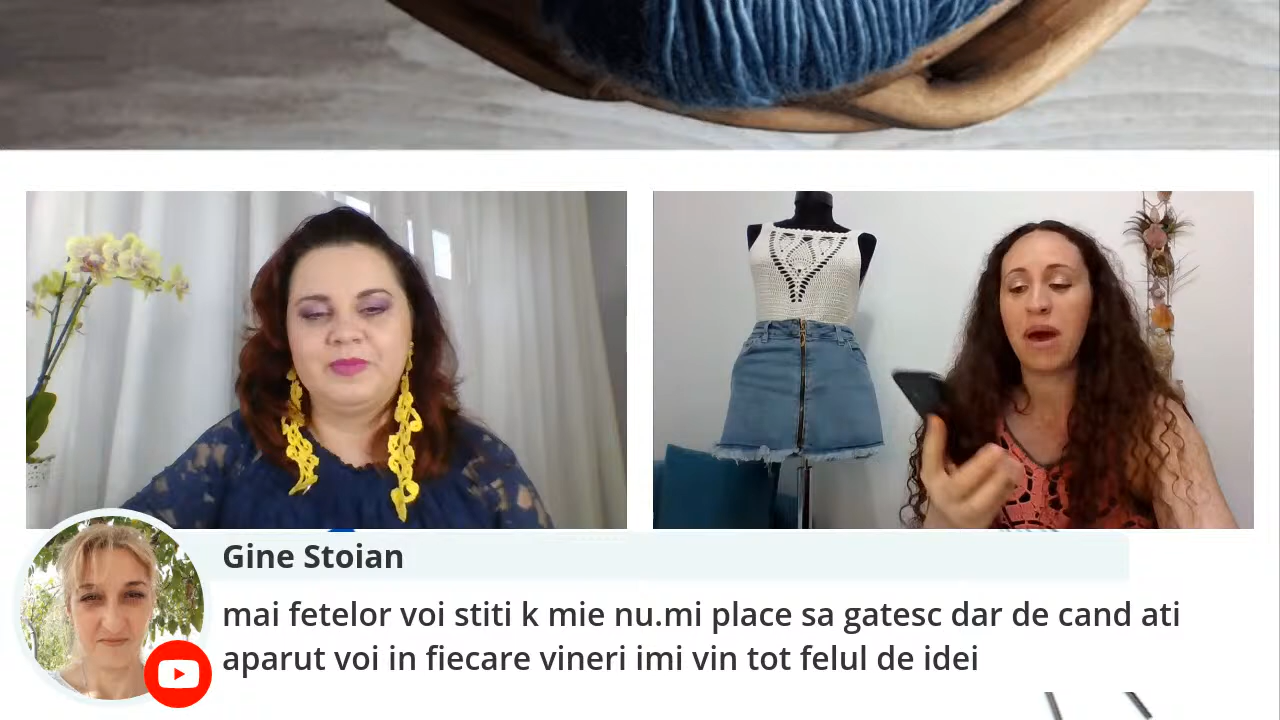 Gine Stoian
mai fetelor voi stiti k mie nu.mi place sa gatesc dar de cand ati
aparut voi in fiecare vineri imi vin tot felul de idei